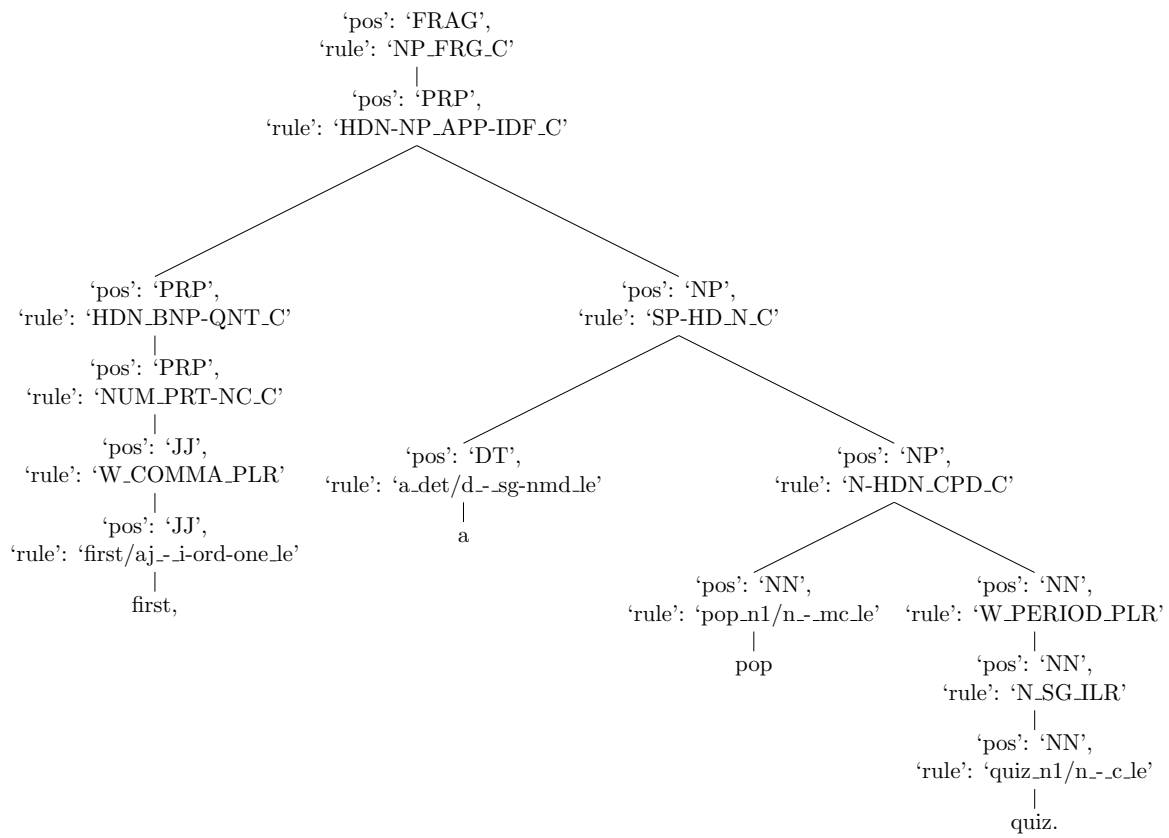 ‘pos’: ‘FRAG’,
‘rule’: ‘NP_FRG_C’
‘pos’: ‘PRP’,
‘rule’: ‘HDN-NP_APP-IDF_C’
‘pos’: ‘PRP’,
‘rule’: ‘HDN_BNP-QNT_C’
‘pos’: ‘NP’,
‘rule’: ‘SP-HD_N_C’
‘pos’: ‘PRP’,
‘rule’: ‘NUM_PRT-NC_C’
‘pos’: ‘JJ’,
‘rule’: ‘W_COMMA_PLR’
‘pos’: ‘DT’,
‘rule’: ‘a_det/d_-_sg-nmd_le’
‘pos’: ‘NP’,
‘rule’: ‘N-HDN_CPD_C’
‘pos’: ‘JJ’,
‘rule’: ‘first/aj_-_i-ord-one_le’
a
first,
‘pos’: ‘NN’,
‘rule’: ‘pop_n1/n_-_mc_le’
‘pos’: ‘NN’,
‘rule’: ‘W_PERIOD_PLR’
pop
‘pos’: ‘NN’,
‘rule’: ‘N_SG_ILR’
‘pos’: ‘NN’,
‘rule’: ‘quiz_n1/n_-_c_le’
quiz.